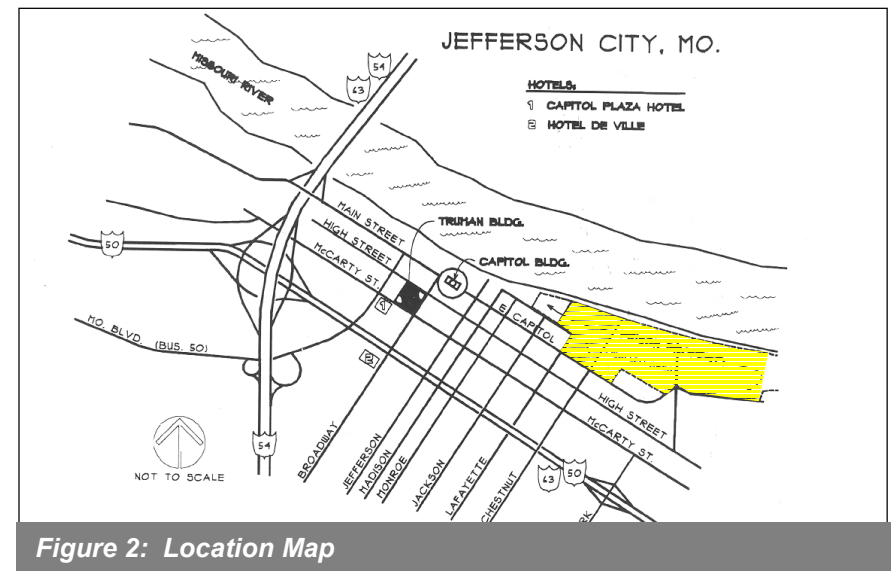 JEFFERSON CITY, MO.
HOTELS:
1 CAPITOL PLAZA HOTEL
2 HOTEL DE VILLE
MISSOURI RIVER
54
63
MAIN STREET
HIGH STREET
McCARTY ST.
TRUMAN BLDG.
CAPITOL BLDG.
50
1
E CAPITOL
MO. BLVD. (BUS. 50)
2
HIGH STREET
McCARTY ST.
54
NOT TO SCALE
BROADWAY
JEFFERSON
MADISON
MONROE
JACKSON
LAFAYETTE
CHESTNUT
63
50
RK
Figure 2: Location Map